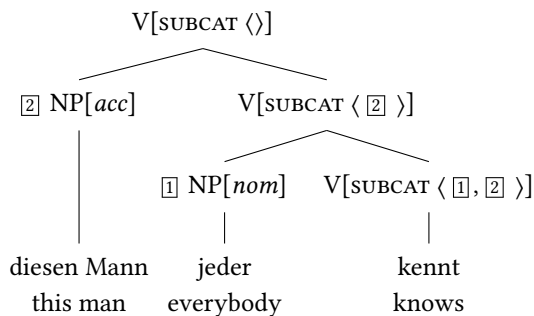 V[SUBCAT ⟨⟩]
2 NP[acc] V[SUBCAT ⟨ 2 ⟩]
1 NP[nom] V[SUBCAT ⟨ 1, 2 ⟩]
diesen Mann jeder kennt
this man everybody knows